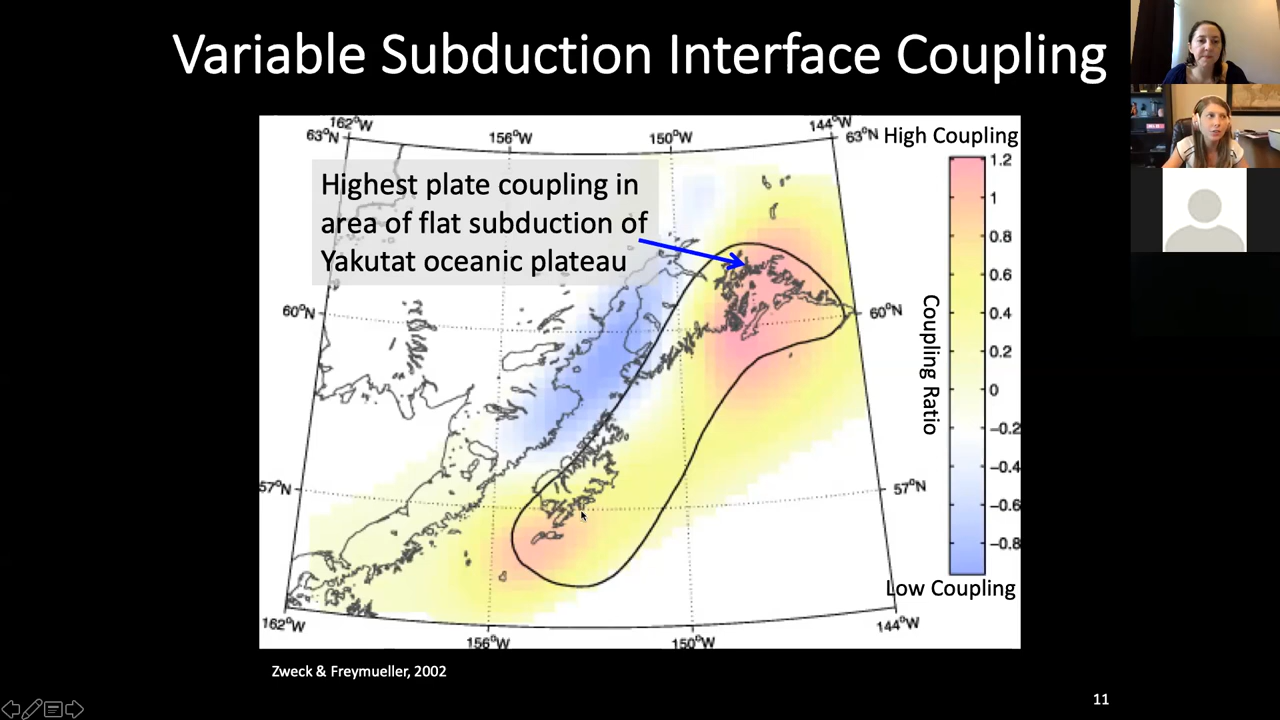 Variable Subduction Interface Coupling
162°W
156°W
150°W
144°W
63°N
63°N
High Coupling
Highest plate coupling in
area of flat subduction of
Yakutat oceanic plateau
1.2
1
0.8
0.6
0.4
0.2
0
-0.2
-0.4
-0.6
-0.8
Coupling Ratio
60°N
60°N
57°N
57°N
Low Coupling
162°W
156°W
150°W
144°W
Zweck & Freymueller, 2002
11